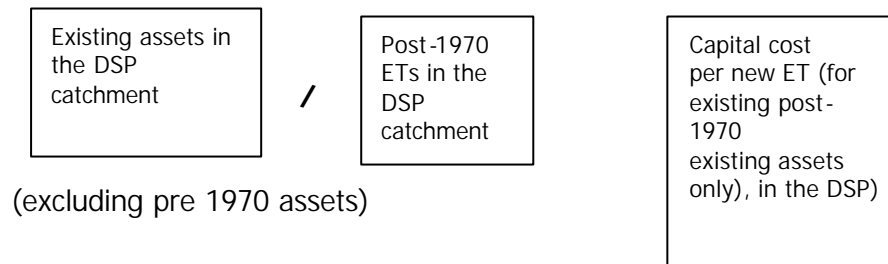 Existing assets in
the DSP
catchment
/
Post-1970
ETs in the
DSP
catchment
Capital cost
per new ET (for
existing post-
1970
existing assets
only), in the DSP)
(excluding pre 1970 assets)